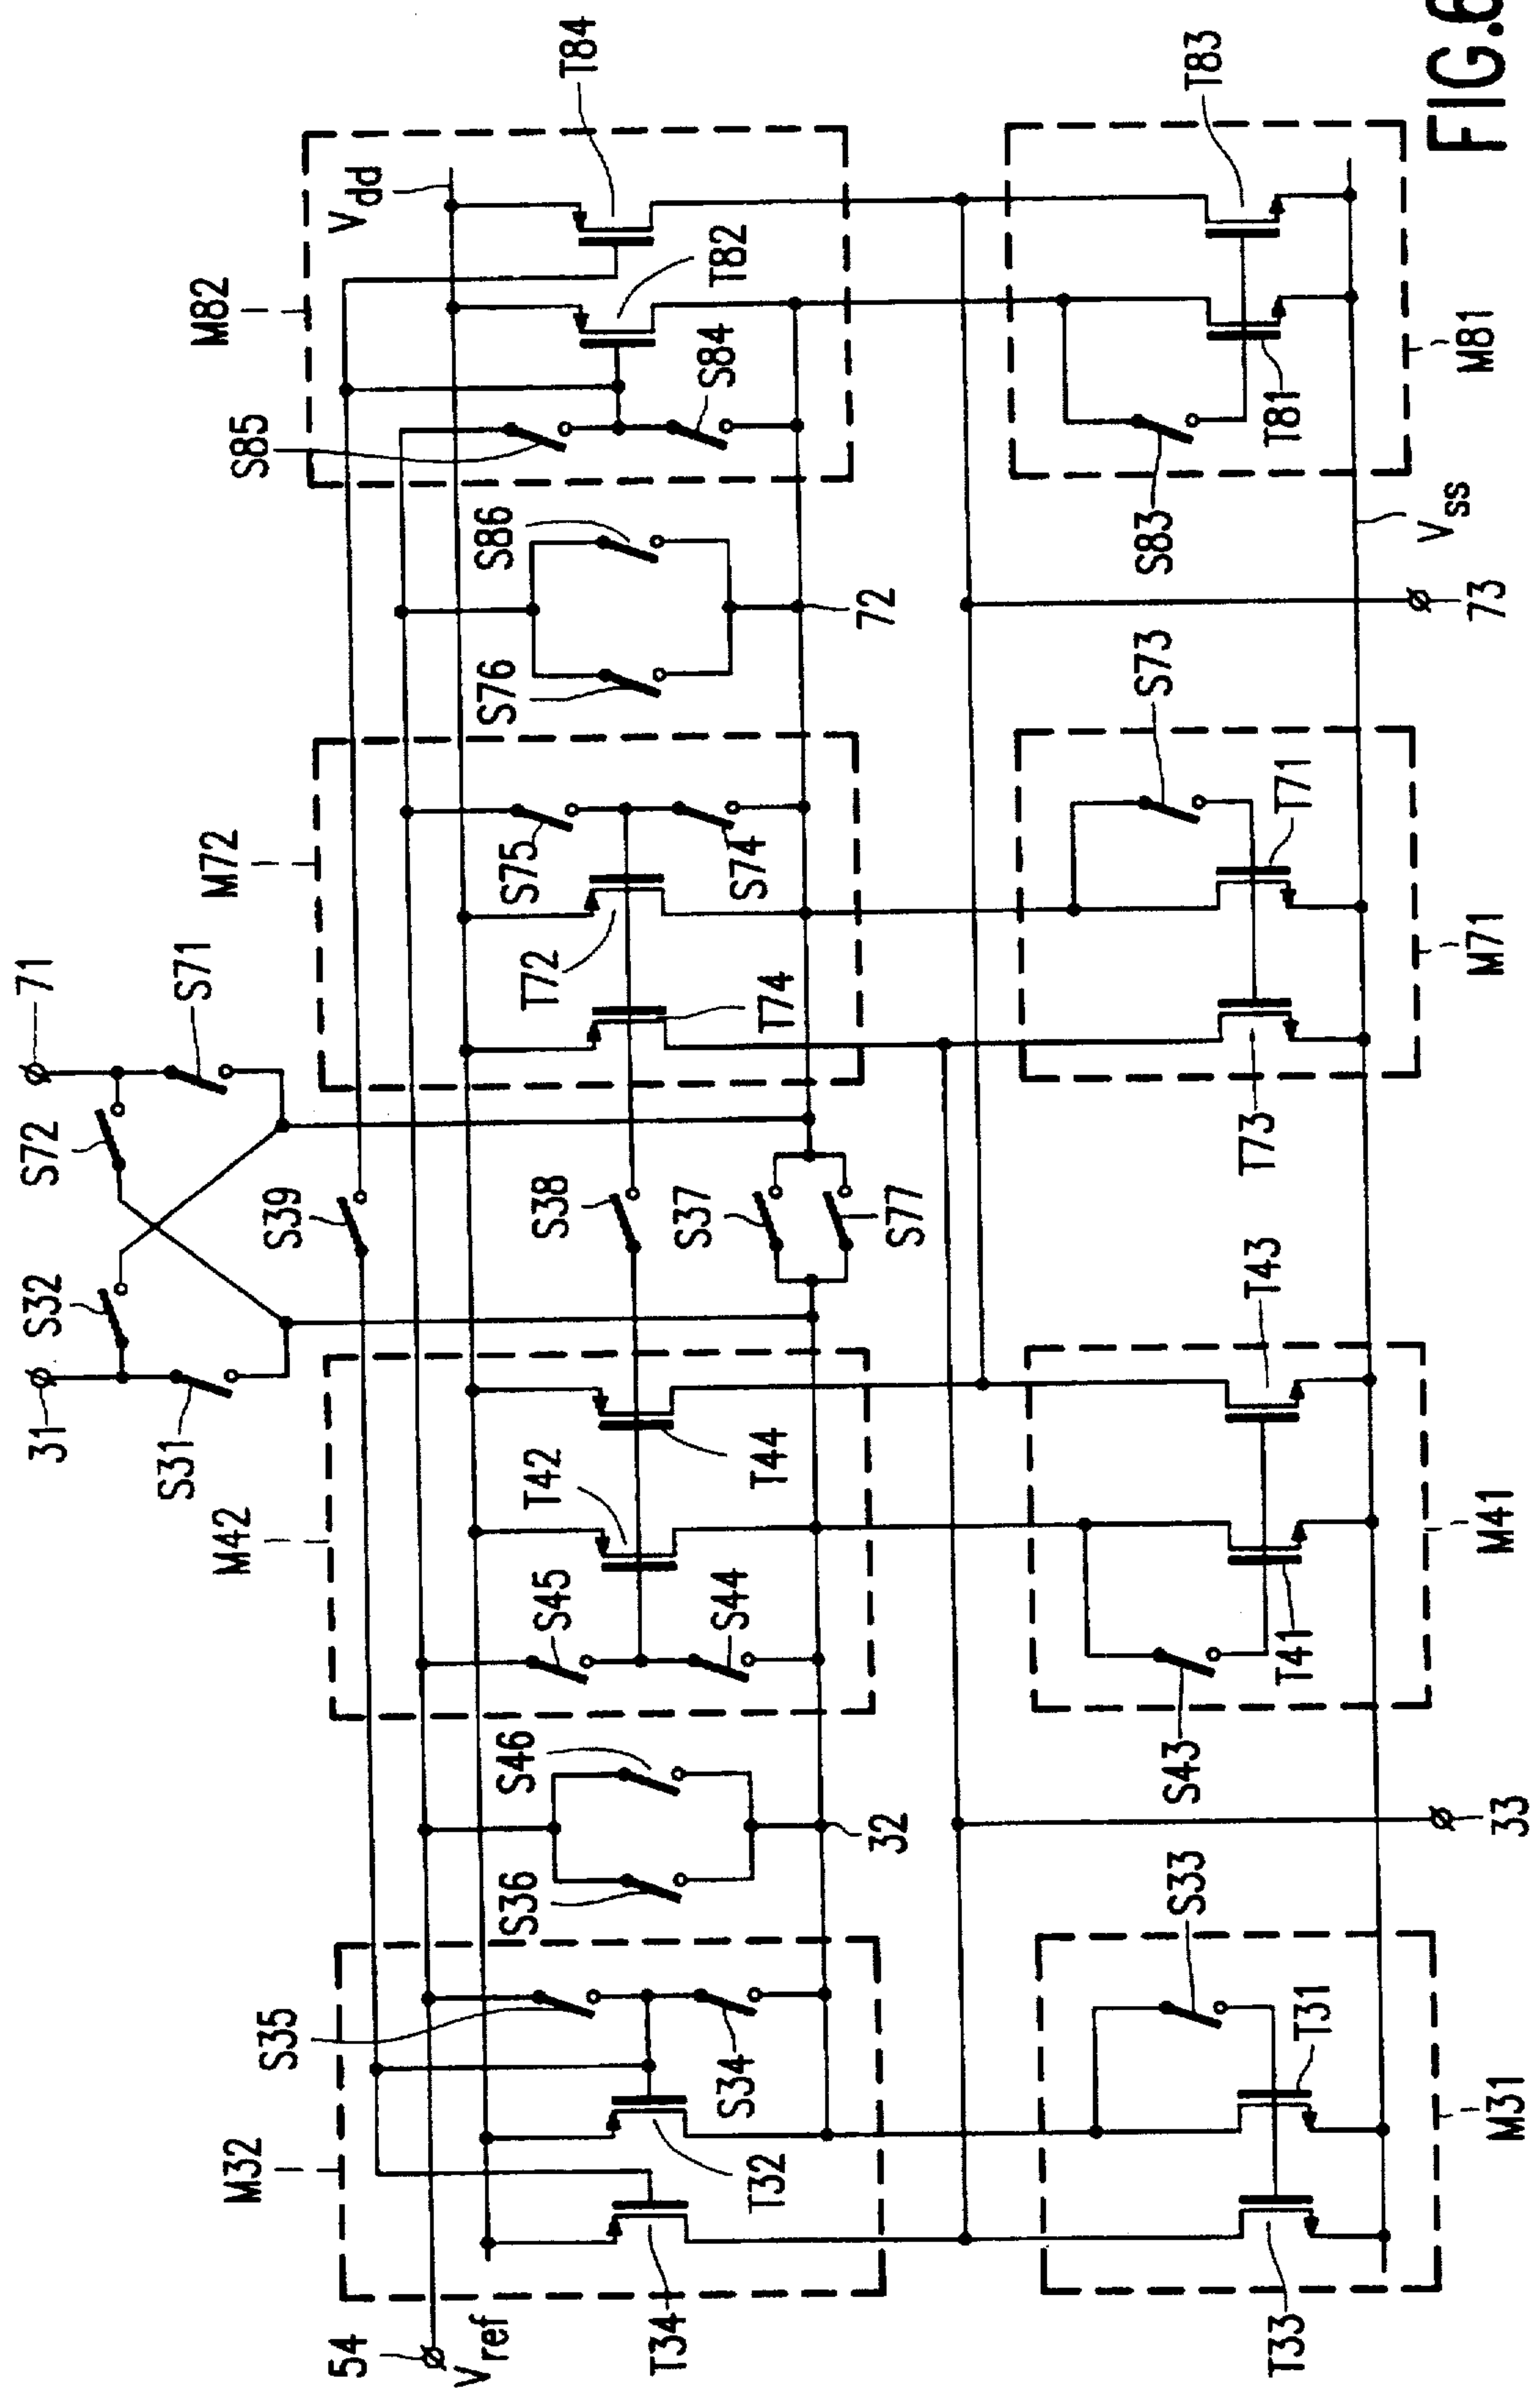 71
31
S72
S71
S32
S31
S39
M32
M42
M72
M82
54
Vref
S35
S36
S46
S45
T42
S38
T72
S75
S76
S86
S85
Vdd
T84
T34
T32
S34
S44
T44
S37
S77
T74
S74
S84
T82
32
72
S33
S43
T43
S73
S83
T83
T33
T31
T41
T73
T71
T81
Vss
M31
33
M41
M71
73
M81
FIG.6